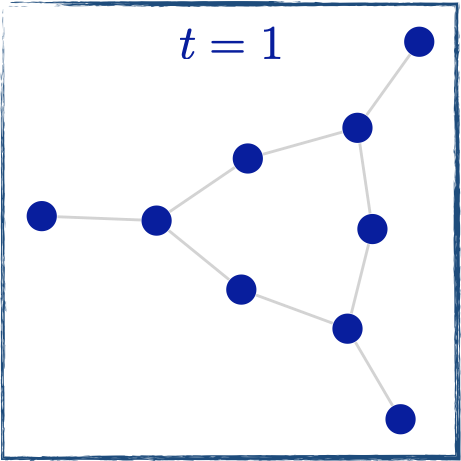 t = 1